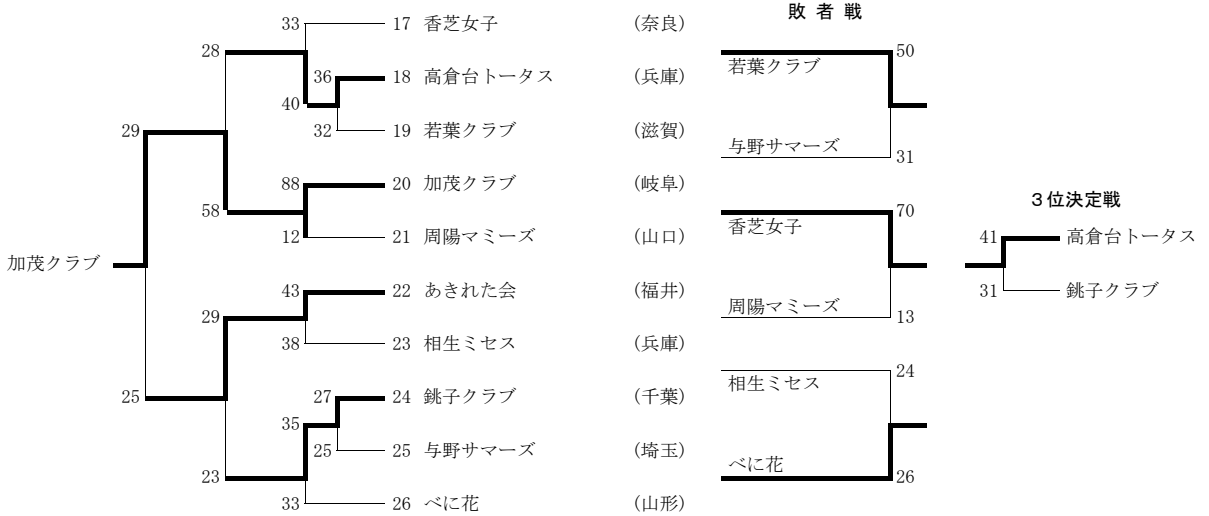 敗 者 戦
33 17 香芝女子 (奈良)
28 50
若葉クラブ
36 18 高倉台トータス (兵庫)
40
29 32 19 若葉クラブ (滋賀)
与野サマーズ 31
88 20 加茂クラブ (岐阜)
3位決定戦
58 70
香芝女子
12 21 周陽マミーズ (山口) 41 高倉台トータス
加茂クラブ
43 22 あきれた会 (福井) 31 銚子クラブ
周陽マミーズ
29 13
38 23 相生ミセス (兵庫)
24
相生ミセス
25 27 24 銚子クラブ (千葉)
35
25 25 与野サマーズ (埼玉)
べに花
23 26
33 26 べに花 (山形)